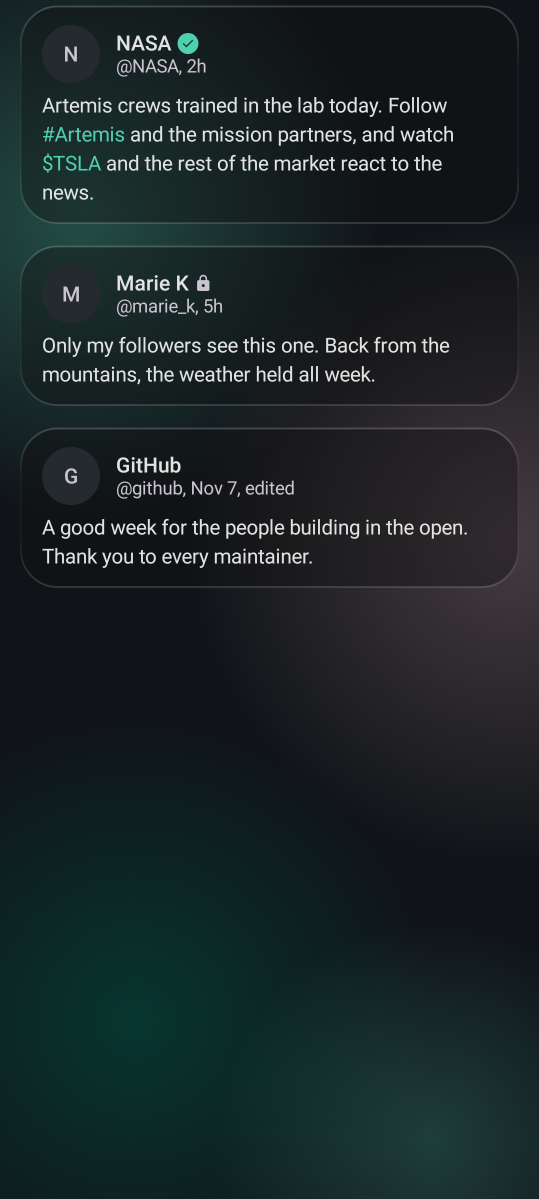 N
NASA
@NASA, 2h
Artemis crews trained in the lab today. Follow
#Artemis and the mission partners, and watch
$TSLA and the rest of the market react to the
news.
M
Marie K
@marie_k, 5h
Only my followers see this one. Back from the
mountains, the weather held all week.
G
GitHub
@github, Nov 7, edited
A good week for the people building in the open.
Thank you to every maintainer.